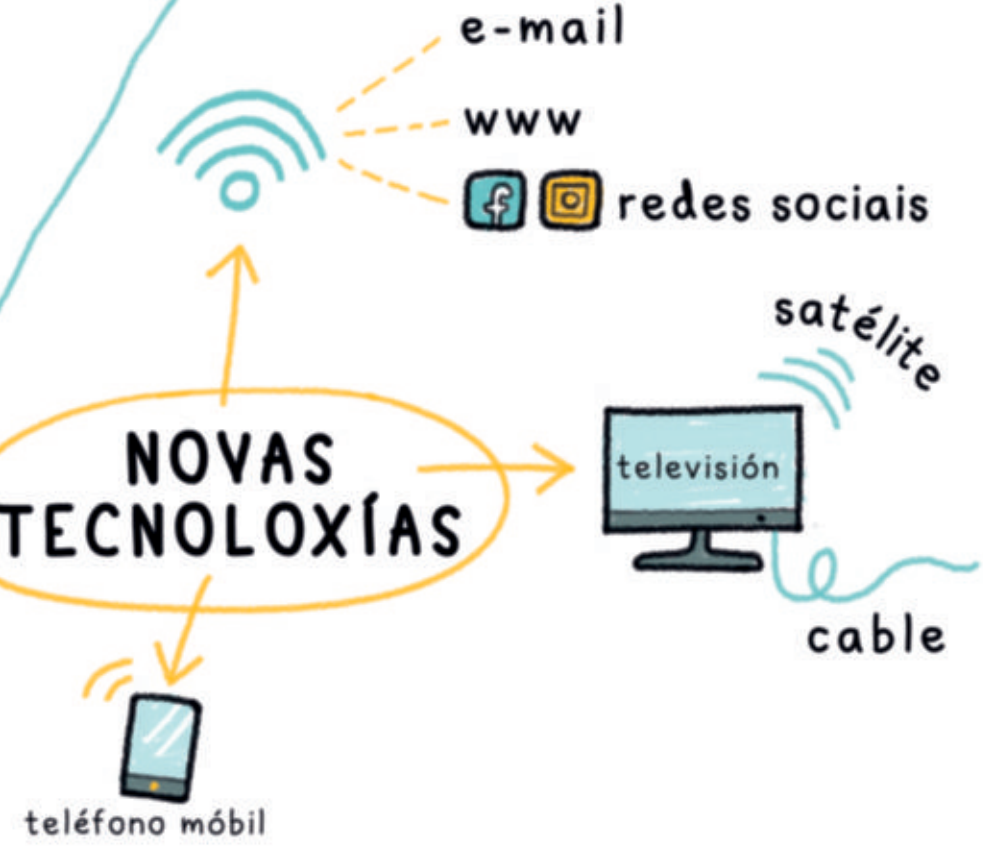 e-mail
www
f
redes sociais
satélite
televisión
cable
NOVAS
TECNOLOXÍAS
teléfono móbil